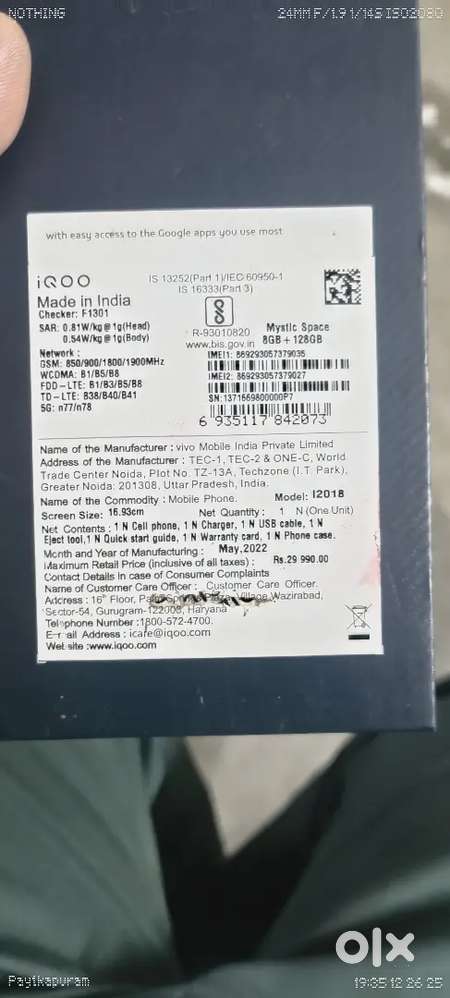 NOTHING
24MM F/1.9 1/14S ISO2080
with easy access to the Google apps you use most
iQOO
Made in India
Checker: F1301
SAR: 0.81W/kg@1g(Head)
0.54W/kg@1g(Body)
Network :
GSM: 850/900/1800/1900MHz
WCDMA: B1/B5/B8
FDD-LTE: B1/B3/B5/B8
TD-LTE: B38/B40/B41
5G: n77/n78
IS 13252(Part 1)/IEC 60950-1
IS 16333(Part 3)
R-93010820
www.bis.gov.in
Mystic Space
8GB + 128GB
IMEI1: 869293057379035
IMEI2: 869293057379027
SN:1371669800000P7
6 935117 842073
Name of the Manufacturer : vivo Mobile India Private Limited
Address of the Manufacturer : TEC-1, TEC-2 & ONE-C, World
Trade Center Noida, Plot No. TZ-13A, Techzone (I.T. Park),
Greater Noida: 201308, Uttar Pradesh, India.
Name of the Commodity : Mobile Phone. Model: I2018
Screen Size: 16.93cm Net Quantity : 1 N (One Unit)
Net Contents : 1 N Cell phone, 1 N Charger, 1 N USB cable, 1 N
Eject tool,1 N Quick start guide, 1 N Warranty card, 1 N Phone case.
Month and Year of Manufacturing : May,2022
Maximum Retail Price (inclusive of all taxes) : Rs.29 990.00
Contact Details in case of Consumer Complaints
Name of Customer Care Officer : Customer Care Officer.
Address : 16th Floor, Village Wazirabad,
Sector-54, Gurugram-122008, Haryana
Telephone Number :1800-572-4700.
E-mail Address : icare@iqoo.com
Web site :www.iqoo.com
olx
Payikapuram
19:35 12 26 25